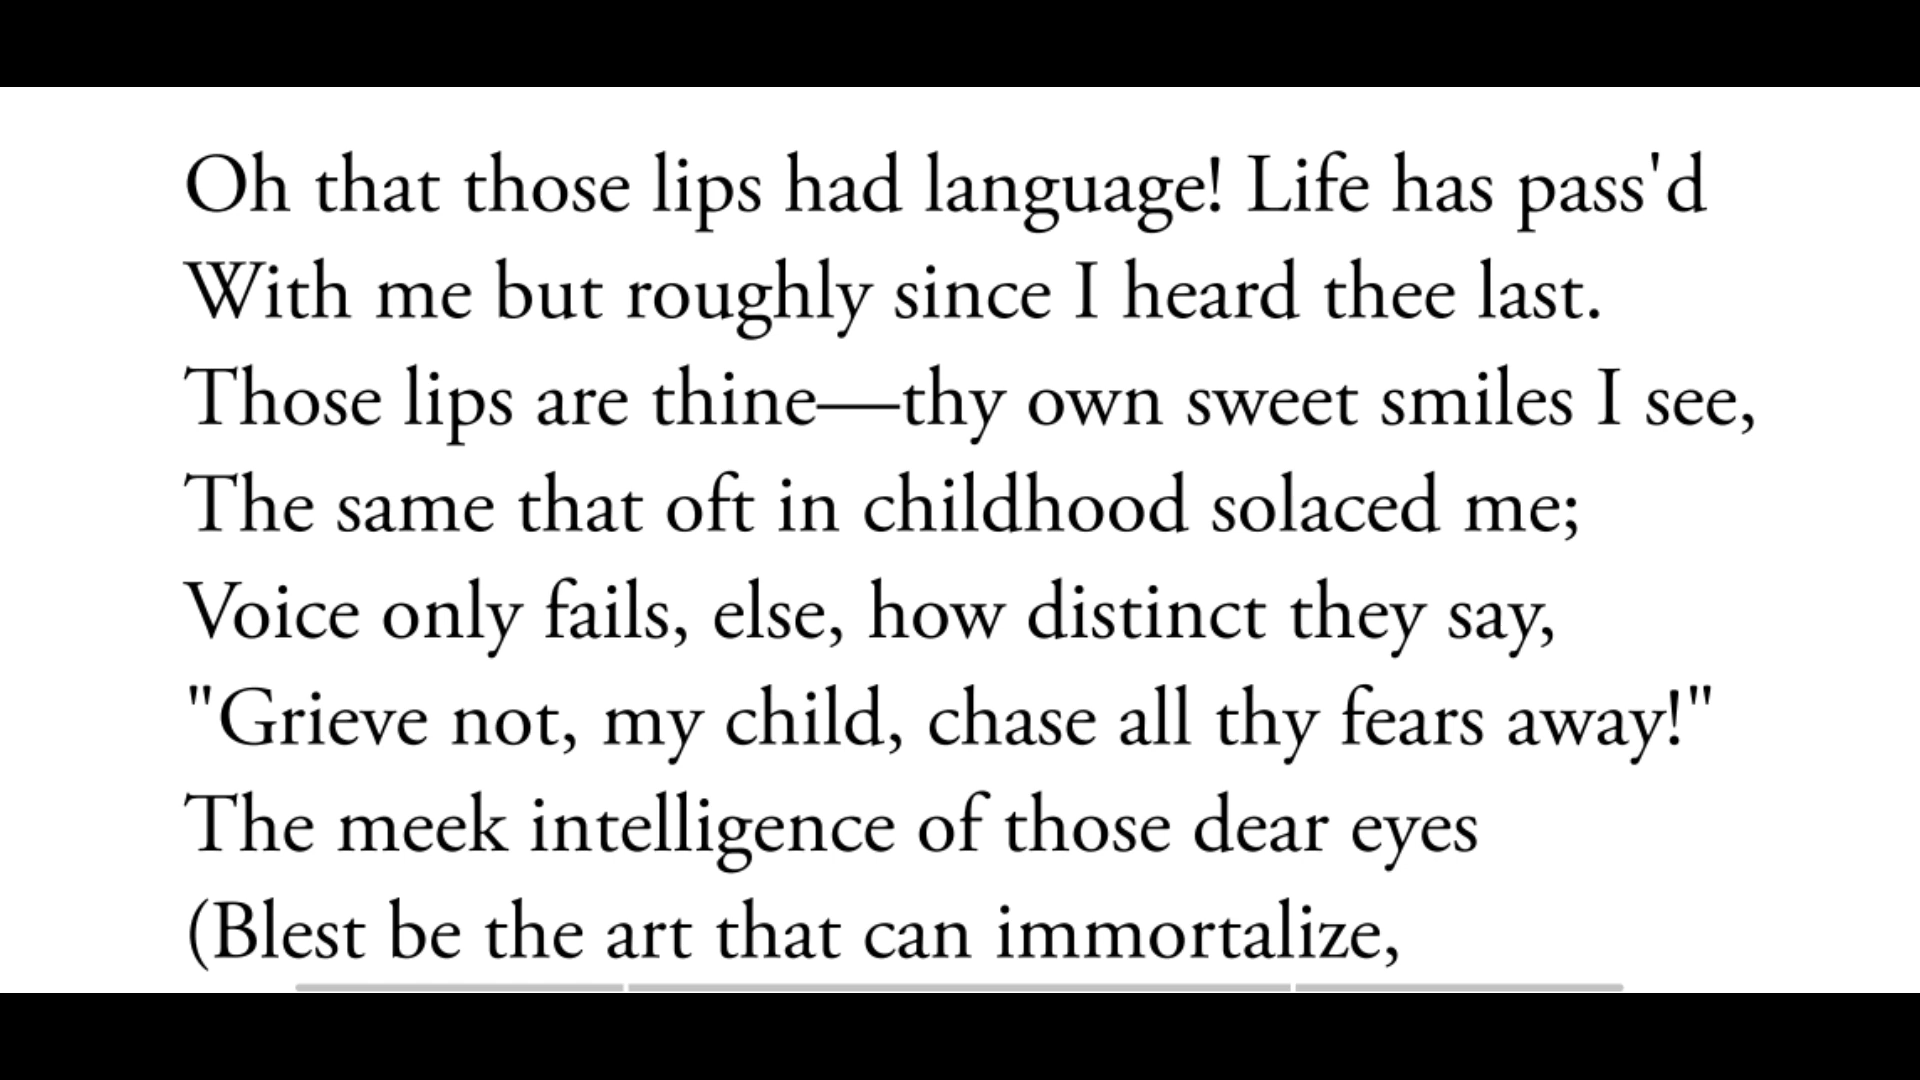 Oh that those lips had language! Life has pass'd
With me but roughly since I heard thee last.
Those lips are thine—thy own sweet smiles I see,
The same that oft in childhood solaced me;
Voice only fails, else, how distinct they say,
"Grieve not, my child, chase all thy fears away!"
The meek intelligence of those dear eyes
(Blest be the art that can immortalize,